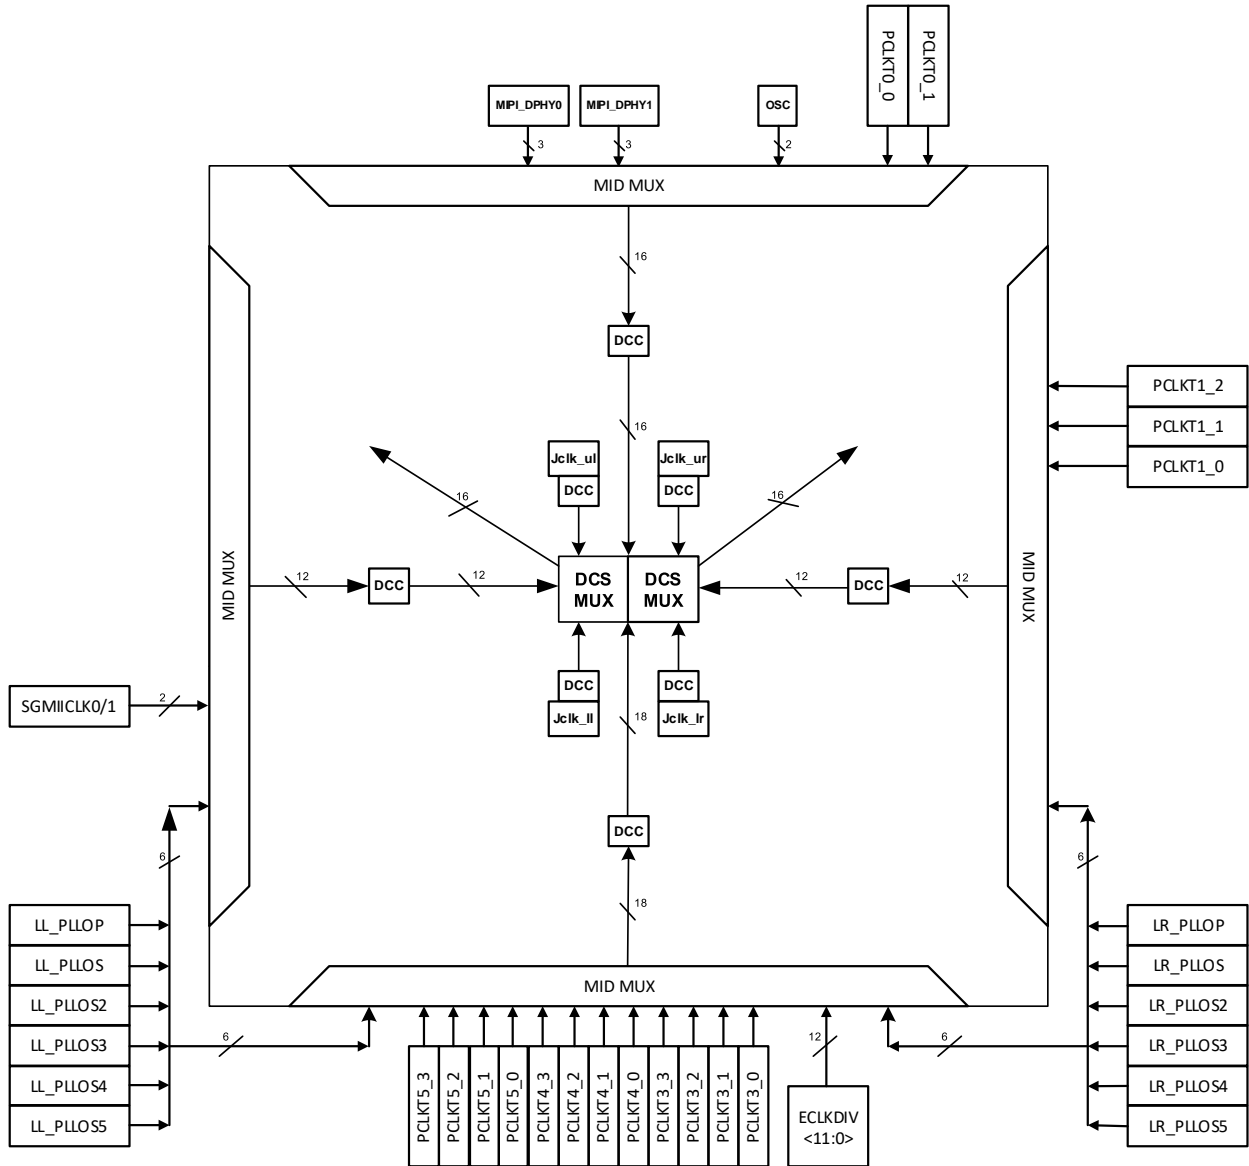 PCLKT0_0
PCLKT0_1
MIPI_DPHY0
MIPI_DPHY1
OSC
3
3
2
MID MUX
16
DCC
16
PCLKT1_2
PCLKT1_1
PCLKT1_0
Jclk_ul
DCC
Jclk_ur
DCC
16
16
MID MUX
12
DCC
12
DCS
MUX
DCS
MUX
12
DCC
12
MID MUX
DCC
Jclk_ll
DCC
Jclk_lr
SGMIICLK0/1
2
18
DCC
18
6
6
LL_PLLOP
LL_PLLOS
LL_PLLOS2
LL_PLLOS3
LL_PLLOS4
LL_PLLOS5
LR_PLLOP
LR_PLLOS
LR_PLLOS2
LR_PLLOS3
LR_PLLOS4
LR_PLLOS5
MID MUX
6
12
6
PCLKT5_3
PCLKT5_2
PCLKT5_1
PCLKT5_0
PCLKT4_3
PCLKT4_2
PCLKT4_1
PCLKT4_0
PCLKT3_3
PCLKT3_2
PCLKT3_1
PCLKT3_0
ECLKDIV
<11:0>